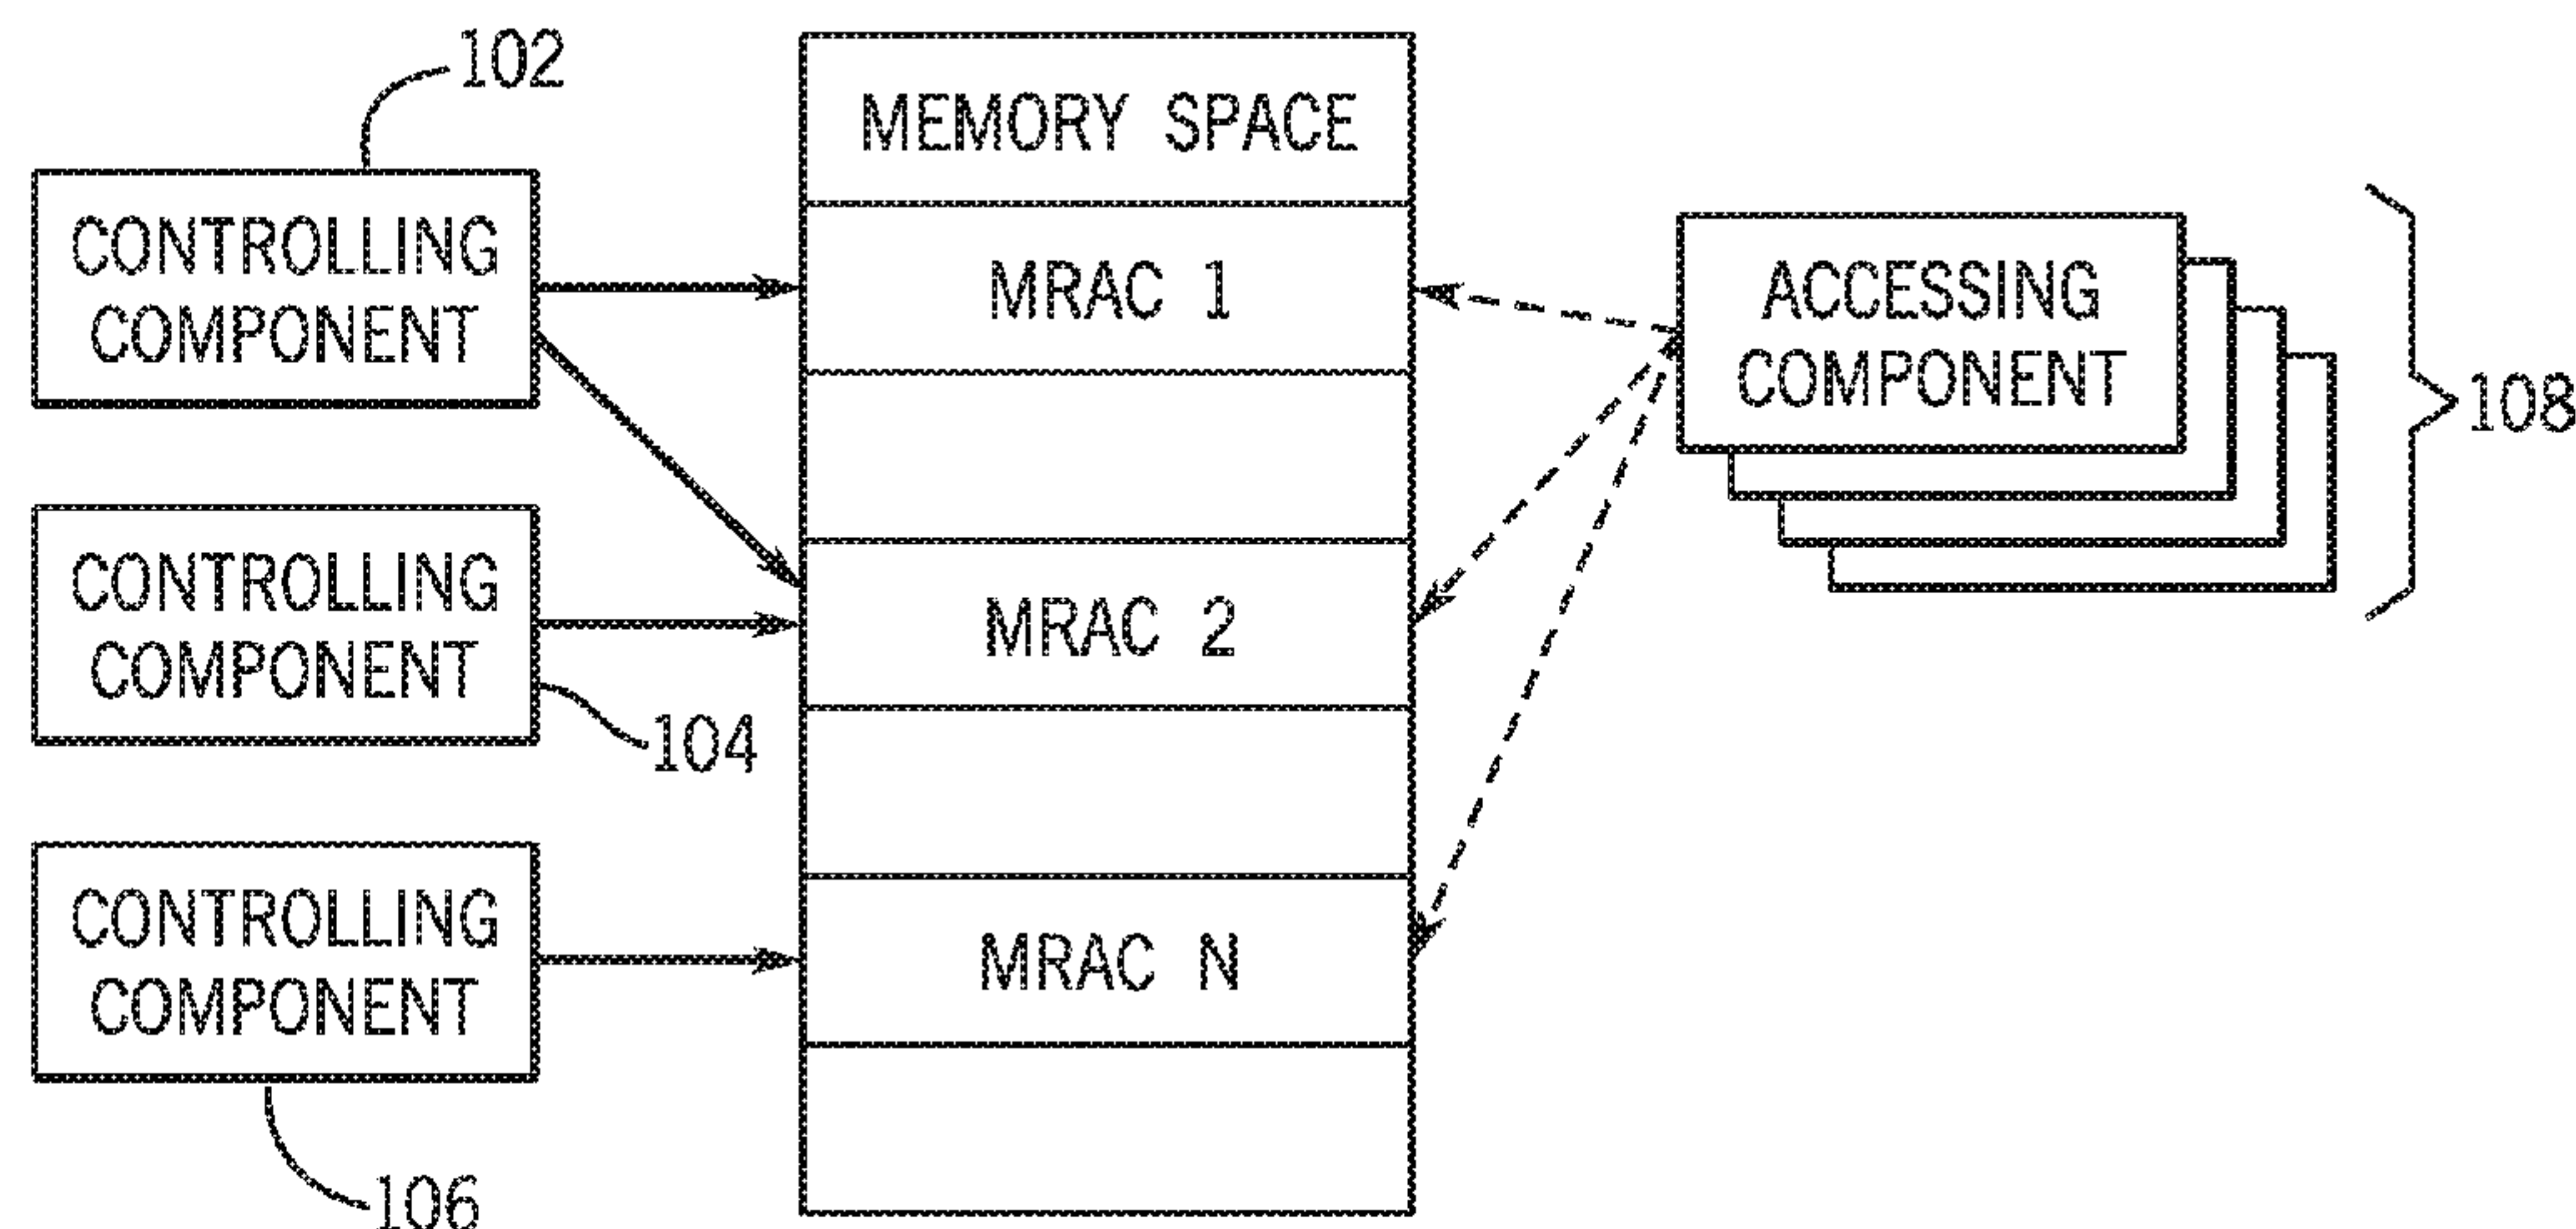 102
CONTROLLING
COMPONENT
CONTROLLING
COMPONENT
104
CONTROLLING
COMPONENT
106
MEMORY SPACE
MRAC 1
MRAC 2
MRAC N
ACCESSING
COMPONENT
108